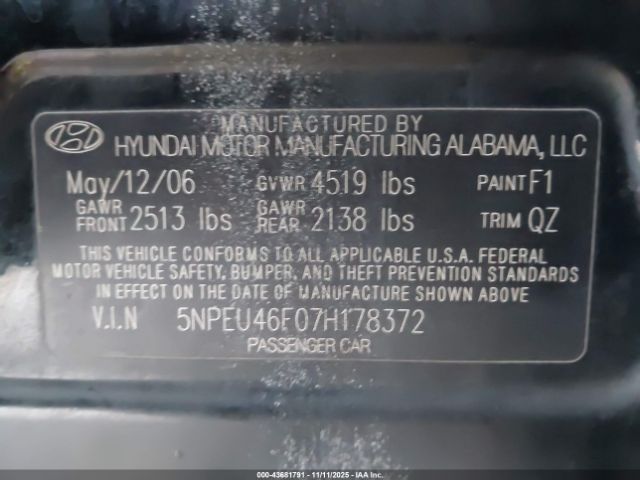 MANUFACTURED BY
HYUNDAI MOTOR MANUFACTURING ALABAMA, LLC
May/12/06 GVWR 4519 lbs PAINT F1
GAWR FRONT 2513 lbs GAWR REAR 2138 lbs TRIM QZ
THIS VEHICLE CONFORMS TO ALL APPLICABLE U.S.A. FEDERAL
MOTOR VEHICLE SAFETY, BUMPER, AND THEFT PREVENTION STANDARDS
IN EFFECT ON THE DATE OF MANUFACTURE SHOWN ABOVE
V.I.N 5NPEU46F07H178372
PASSENGER CAR
000-43681791 - 11/11/2025 - IAAI